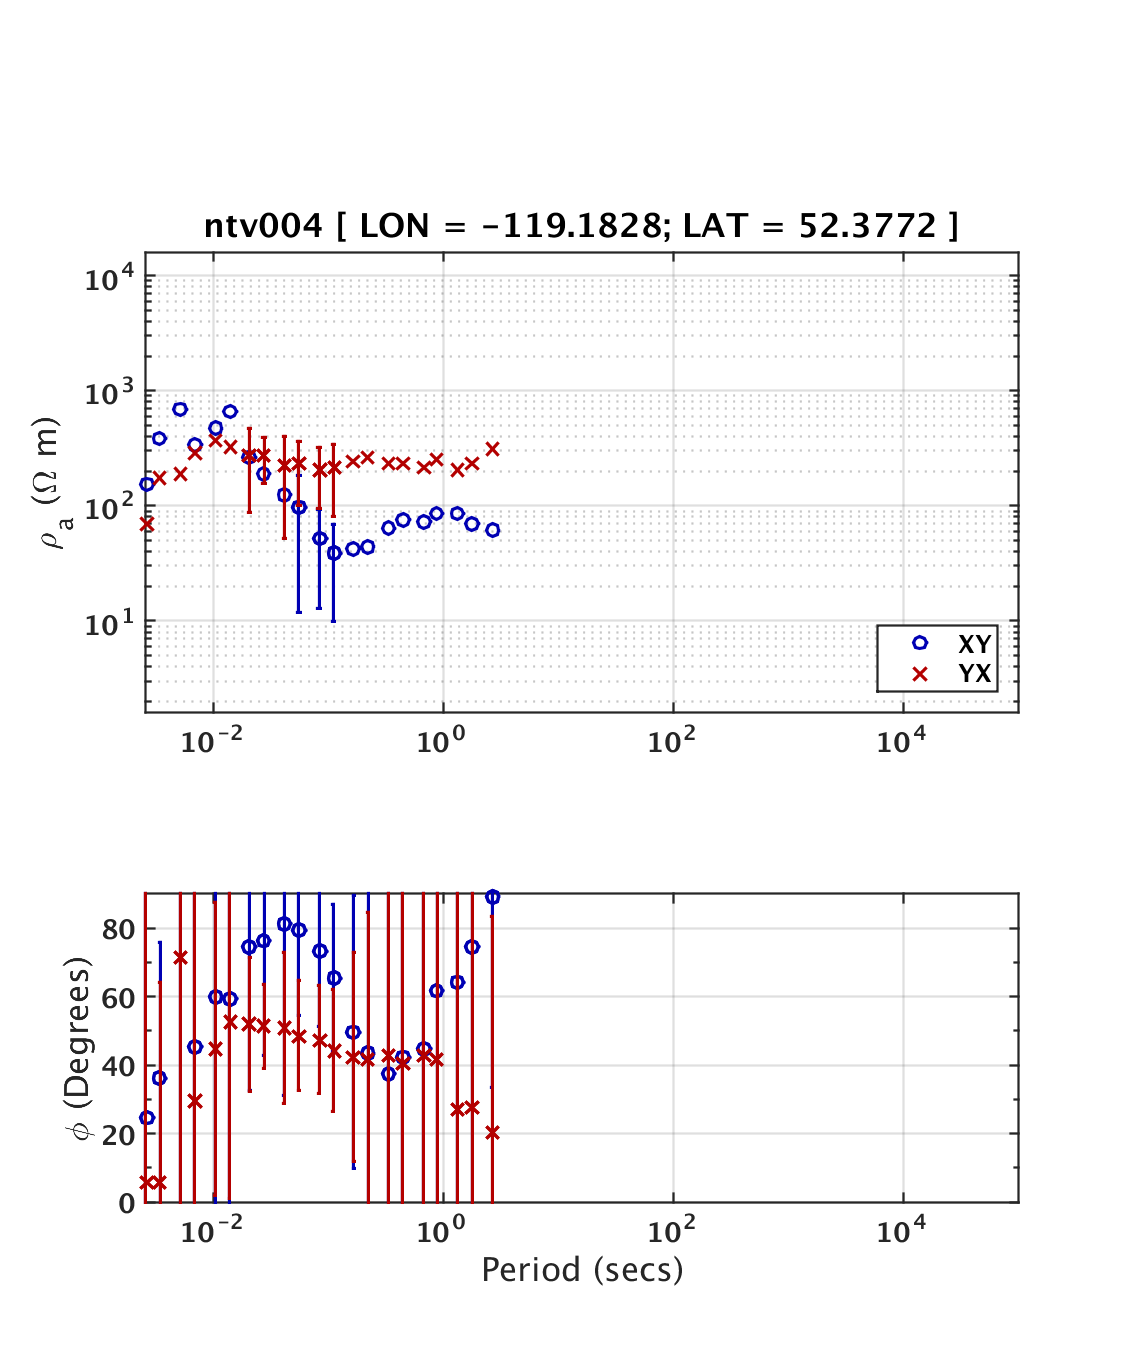 ntv004 [ LON = -119.1828; LAT = 52.3772 ]
ρa (Ω m)
10^4
10^3
10^2
10^1
10^-2 10^0 10^2 10^4
XY
YX
ϕ (Degrees)
80
60
40
20
0
10^-2 10^0 10^2 10^4
Period (secs)